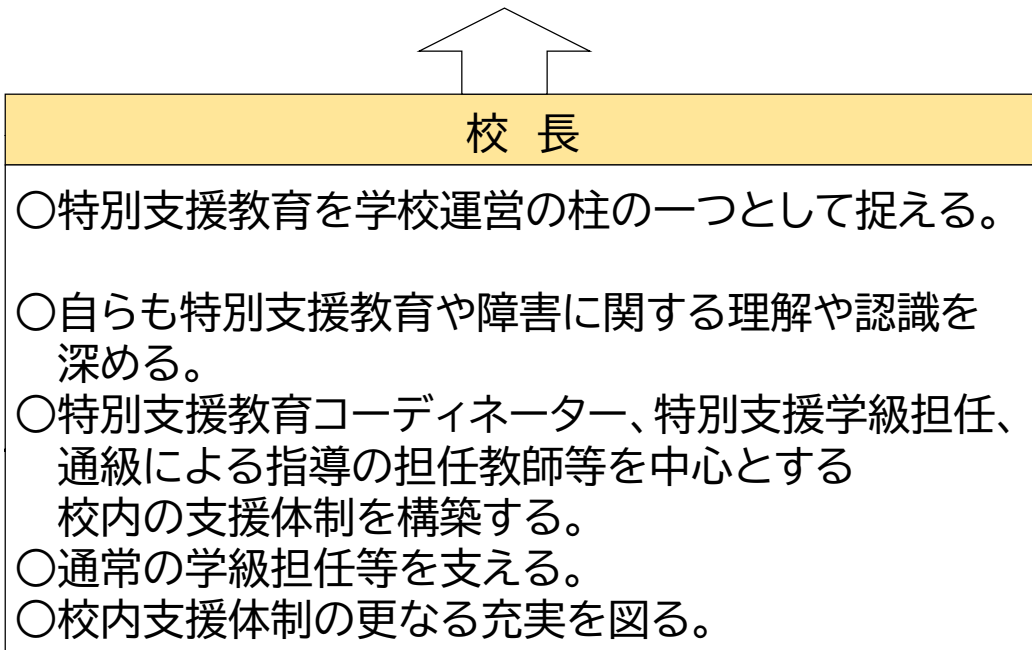 校 長
○特別支援教育を学校運営の柱の一つとして捉える。
○自らも特別支援教育や障害に関する理解や認識を
深める。
○特別支援教育コーディネーター、特別支援学級担任、
通級による指導の担任教師等を中心とする
校内の支援体制を構築する。
○通常の学級担任等を支える。
○校内支援体制の更なる充実を図る。